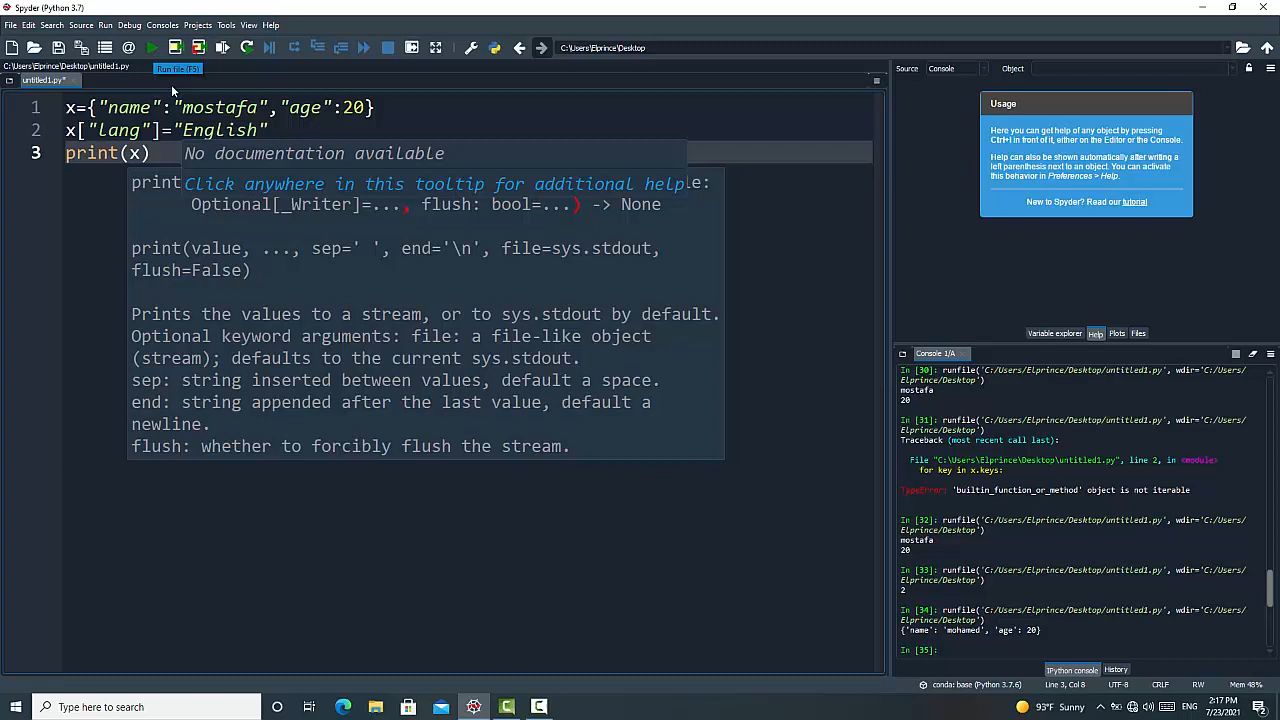 Spyder (Python 3.7)
File Edit Search Source Run Debug Consoles Projects Tools View Help
C:\Users\Elprince\Desktop
C:\Users\Elprince\Desktop\untitled1.py
Run file (F5)
untitled1.py*
1 x={"name":"mostafa","age":20}
2 x["lang"]="English"
3 print(x)
No documentation available
Click anywhere in this tooltip for additional help
print le:
Optional[_Writer]=..., flush: bool=...) -> None
print(value, ..., sep=' ', end='\n', file=sys.stdout,
flush=False)
Prints the values to a stream, or to sys.stdout by default.
Optional keyword arguments: file: a file-like object
(stream); defaults to the current sys.stdout.
sep: string inserted between values, default a space.
end: string appended after the last value, default a
newline.
flush: whether to forcibly flush the stream.
Source Console Object
Usage
Here you can get help of any object by pressing
Ctrl+I in front of it, either on the Editor or the Console.
Help can also be shown automatically after writing a
left parenthesis next to an object. You can activate
this behavior in Preferences > Help.
New to Spyder? Read our tutorial
Variable explorer Help Plots Files
Console 1/A
In [30]: runfile('C:/Users/Elprince/Desktop/untitled1.py', wdir='C:/Users/
Elprince/Desktop')
mostafa
20
In [31]: runfile('C:/Users/Elprince/Desktop/untitled1.py', wdir='C:/Users/
Elprince/Desktop')
Traceback (most recent call last):
File "C:\Users\Elprince\Desktop\untitled1.py", line 2, in <module>
for key in x.keys:
TypeError: 'builtin_function_or_method' object is not iterable
In [32]: runfile('C:/Users/Elprince/Desktop/untitled1.py', wdir='C:/Users/
Elprince/Desktop')
mostafa
20
In [33]: runfile('C:/Users/Elprince/Desktop/untitled1.py', wdir='C:/Users/
Elprince/Desktop')
2
In [34]: runfile('C:/Users/Elprince/Desktop/untitled1.py', wdir='C:/Users/
Elprince/Desktop')
{'name': 'mohamed', 'age': 20}
In [35]:
IPython console History
conda: base (Python 3.7.6) Line 3, Col 8 UTF-8 CRLF RW Mem 48%
Type here to search
93°F Sunny ENG
2:17 PM
7/23/2021
2